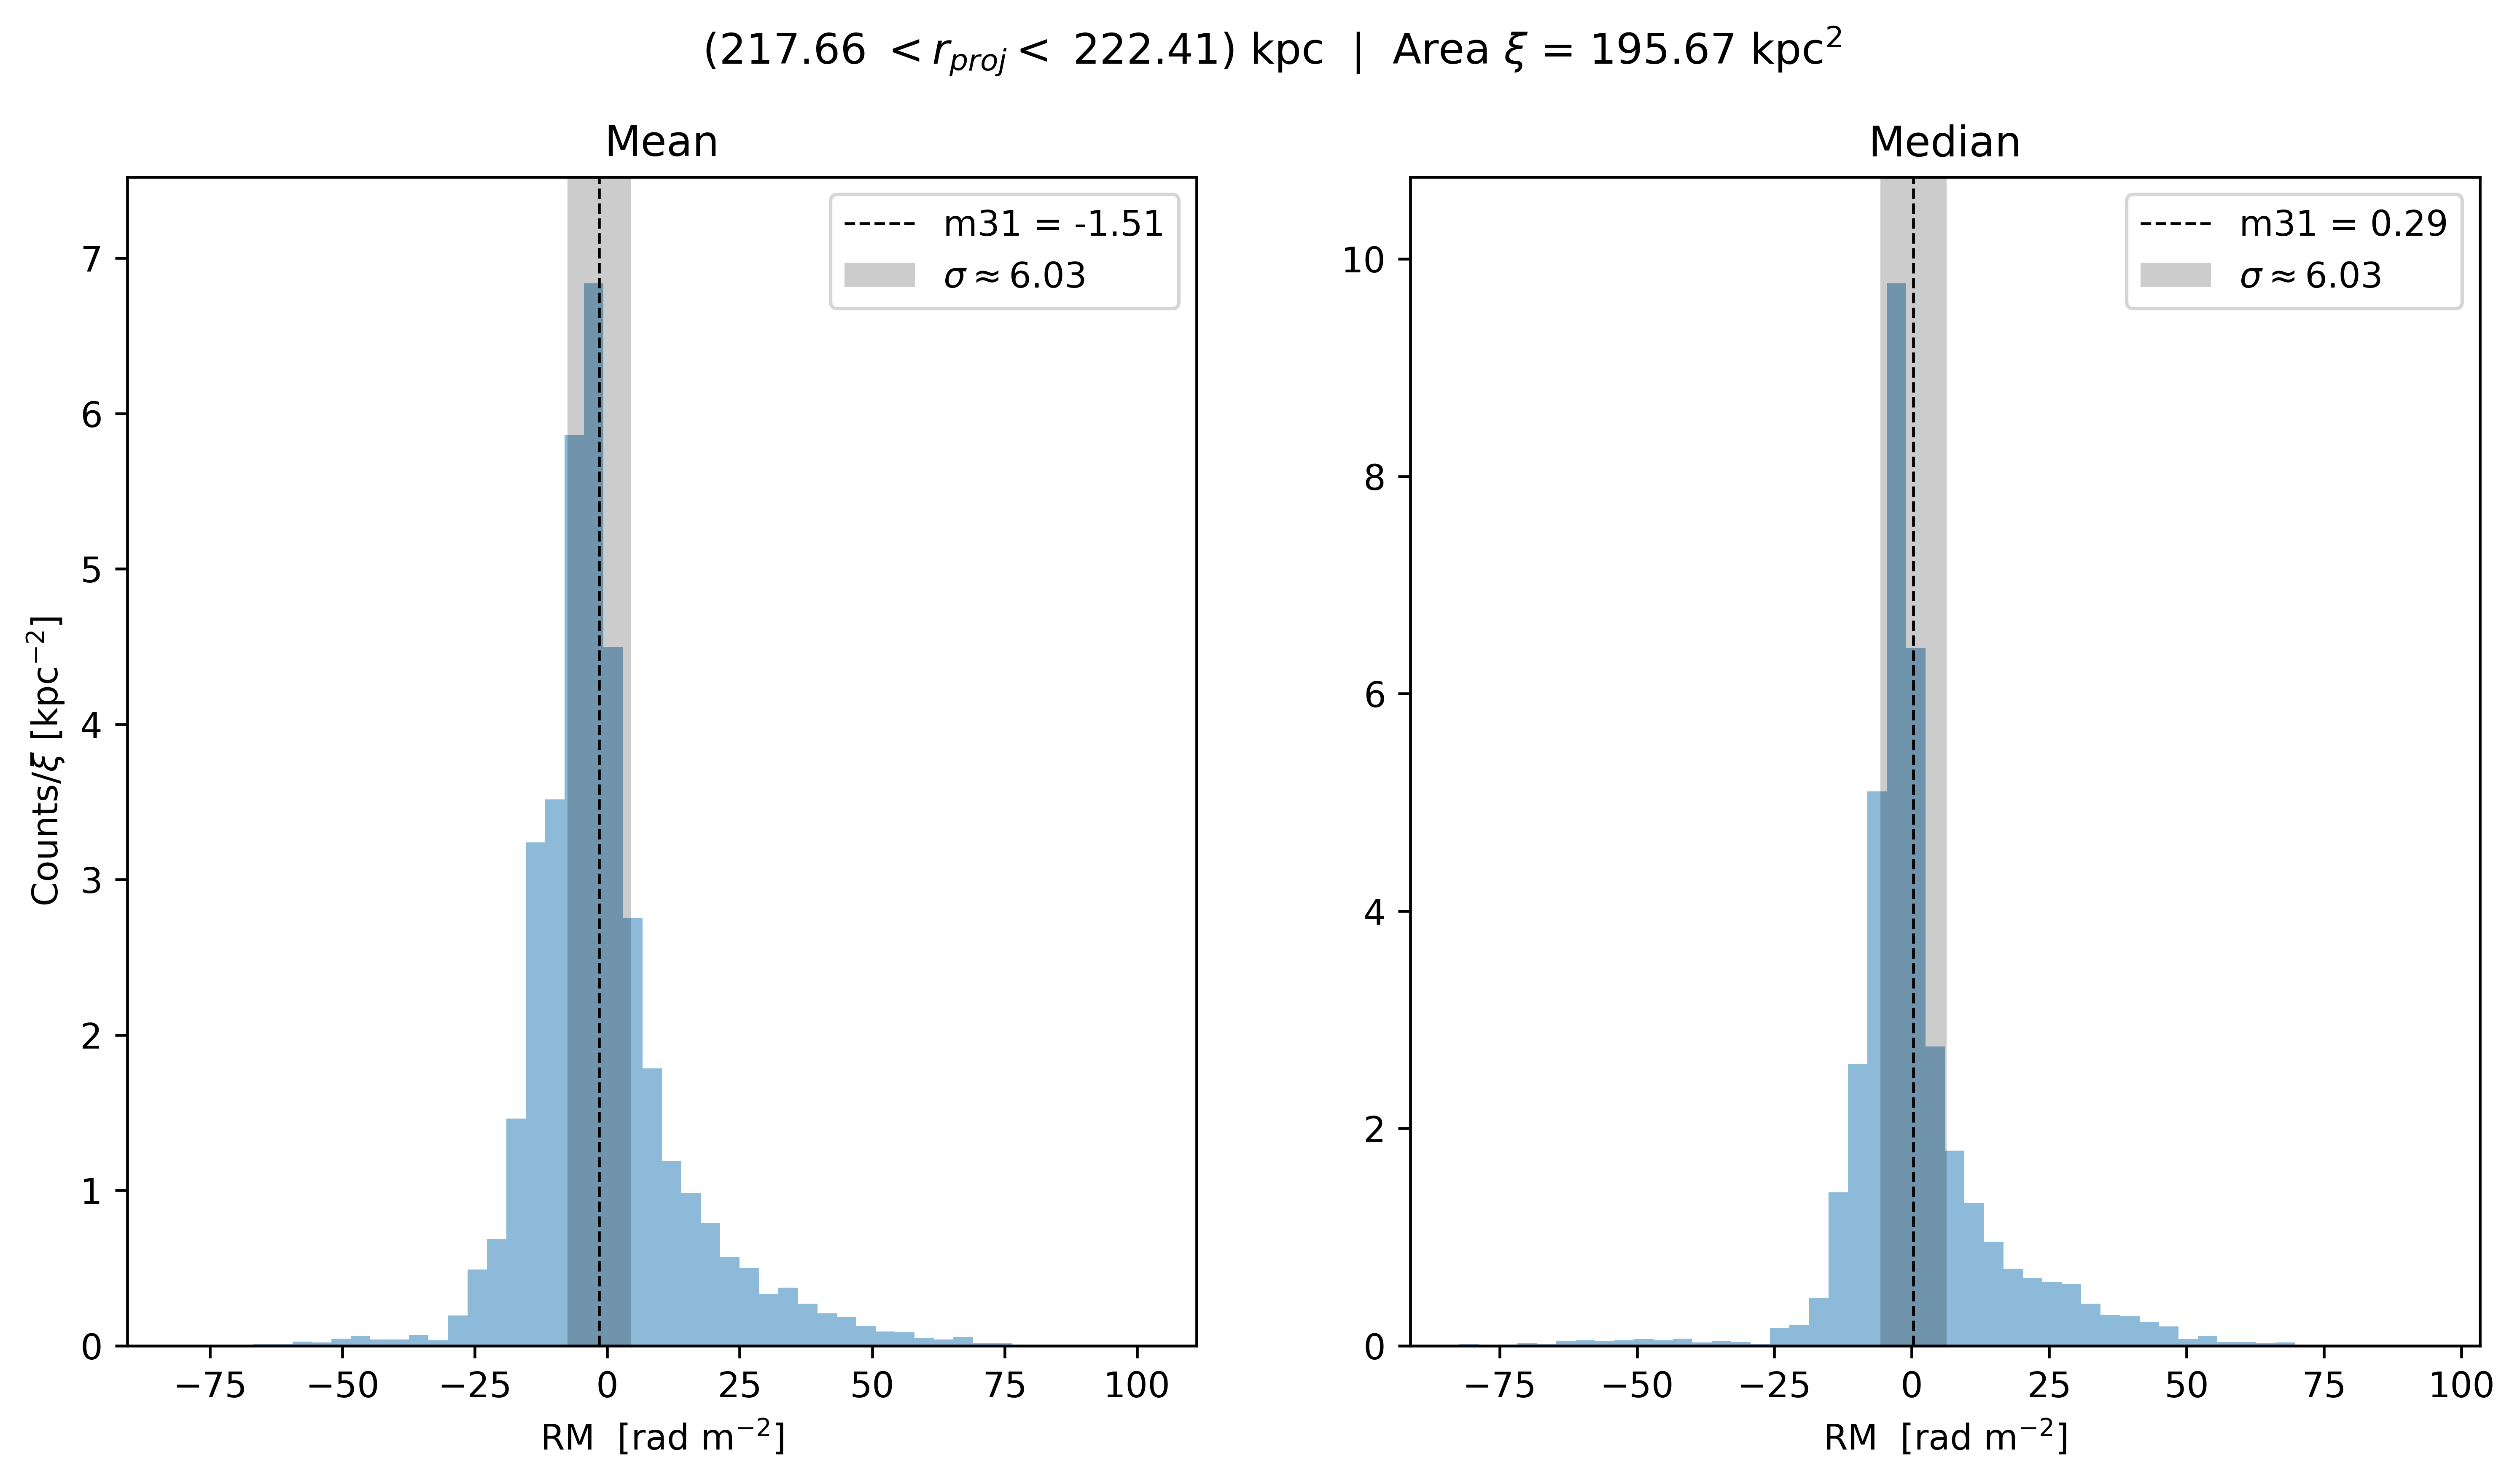 (217.66 < r_proj < 222.41) kpc | Area ξ = 195.67 kpc²
Mean
m31 = -1.51
σ ≈ 6.03
7
6
5
4
3
2
1
0
Counts/ξ [kpc⁻²]
−75 −50 −25 0 25 50 75 100
RM [rad m⁻²]
Median
m31 = 0.29
σ ≈ 6.03
10
8
6
4
2
0
−75 −50 −25 0 25 50 75 100
RM [rad m⁻²]